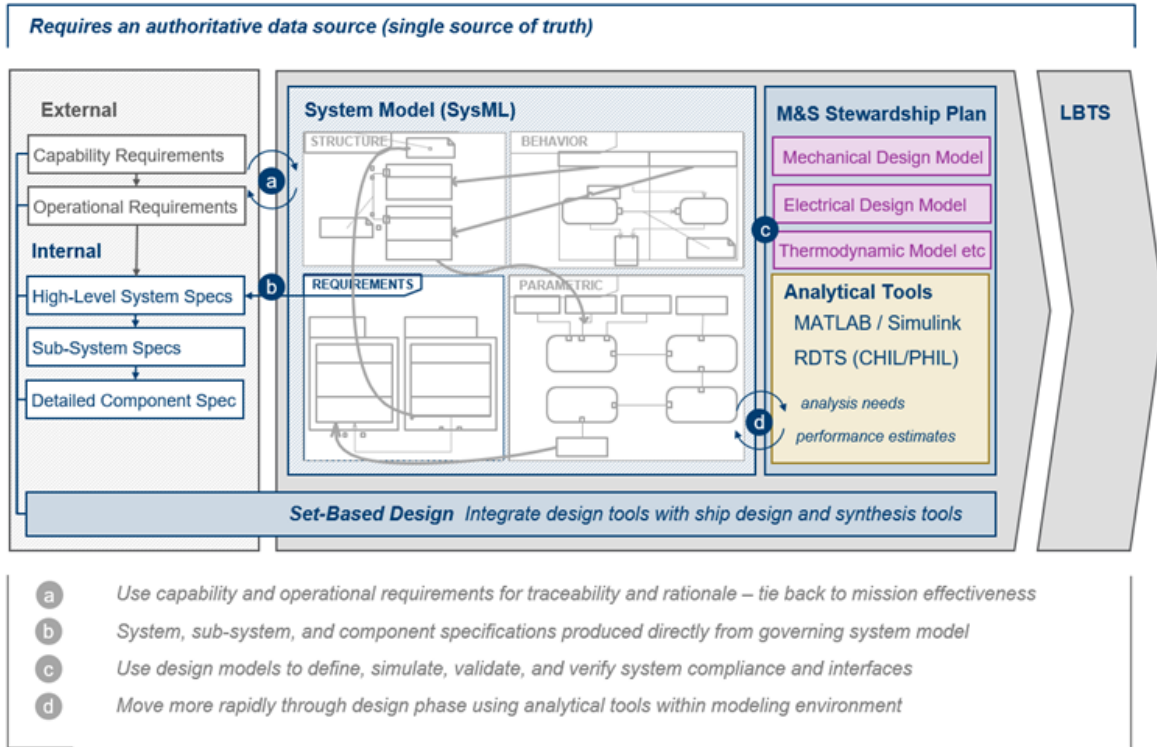 Requires an authoritative data source (single source of truth)
External
Capability Requirements
Operational Requirements
Internal
High-Level System Specs
Sub-System Specs
Detailed Component Spec
a
b
System Model (SysML)
STRUCTURE
BEHAVIOR
REQUIREMENTS
PARAMETRIC
c
d
M&S Stewardship Plan
Mechanical Design Model
Electrical Design Model
Thermodynamic Model etc
Analytical Tools
MATLAB / Simulink
RDTS (CHIL/PHIL)
analysis needs
performance estimates
LBTS
Set-Based Design Integrate design tools with ship design and synthesis tools
a Use capability and operational requirements for traceability and rationale – tie back to mission effectiveness
b System, sub-system, and component specifications produced directly from governing system model
c Use design models to define, simulate, validate, and verify system compliance and interfaces
d Move more rapidly through design phase using analytical tools within modeling environment